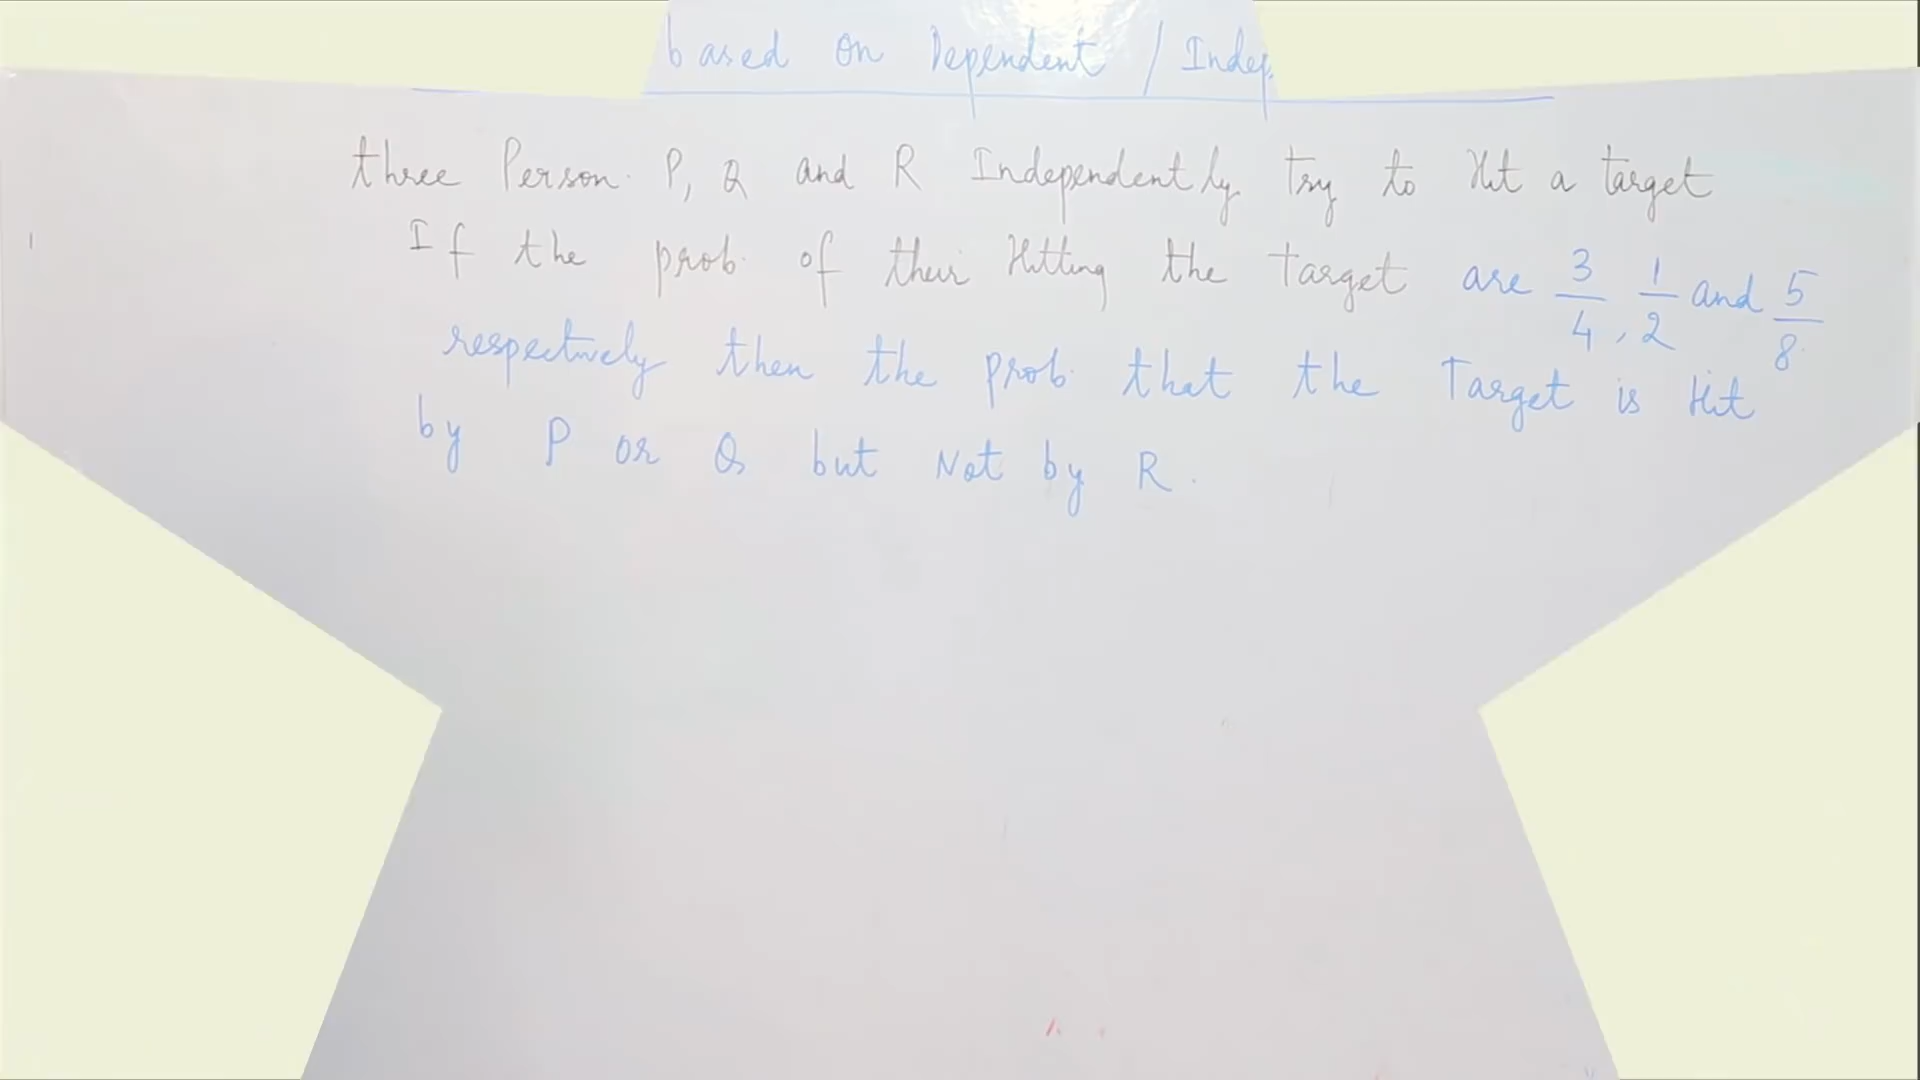 based on Dependent / Indep
three Person P, Q and R Independently try to Hit a target
If the prob. of their Hitting the target are 3/4, 1/2 and 5/8
respectively then the prob. that the Target is Hit
by P or Q but Not by R.